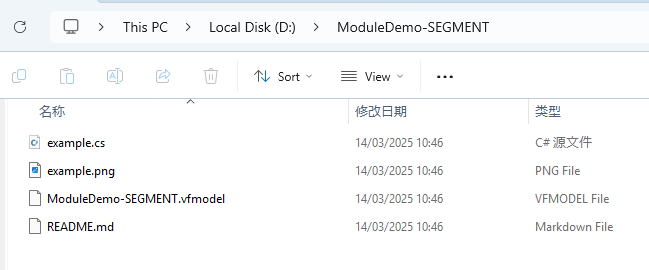 This PC > Local Disk (D:) > ModuleDemo-SEGMENT
Sort View
名称 修改日期 类型
example.cs 14/03/2025 10:46 C# 源文件
example.png 14/03/2025 10:46 PNG File
ModuleDemo-SEGMENT.vfmodel 14/03/2025 10:46 VFMODEL File
README.md 14/03/2025 10:46 Markdown File